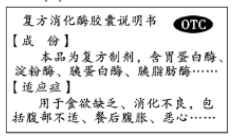 复方消化酶胶囊说明书 OTC
【成 份】
本品为复方制剂，含胃蛋白酶、
淀粉酶、胰蛋白酶、胰脂肪酶……
【适应症】
用于食欲缺乏、消化不良，包
括腹部不适、餐后腹胀、恶心……